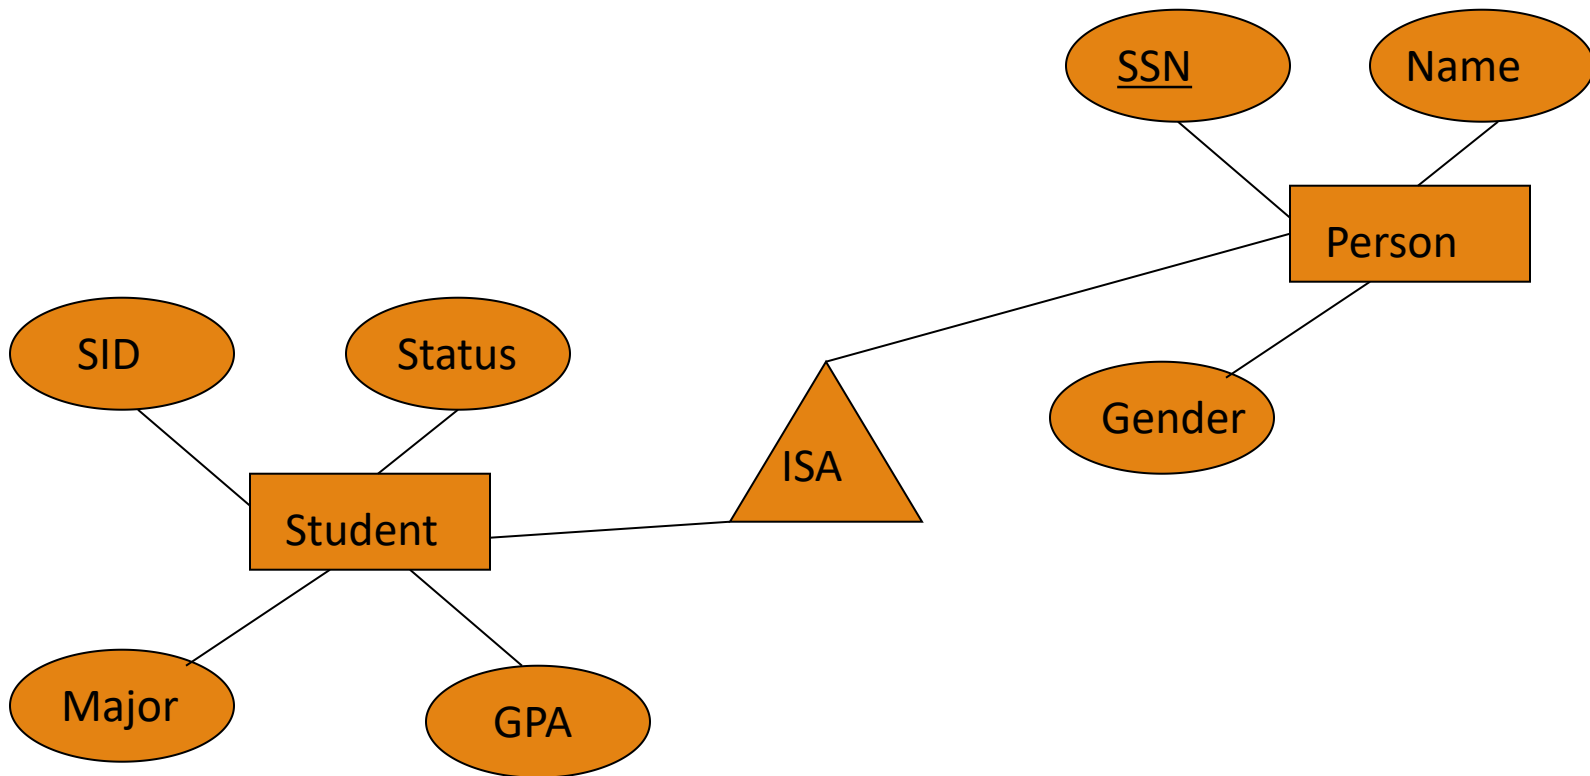 SSN
Name
Person
SID
Status
Gender
ISA
Student
Major
GPA